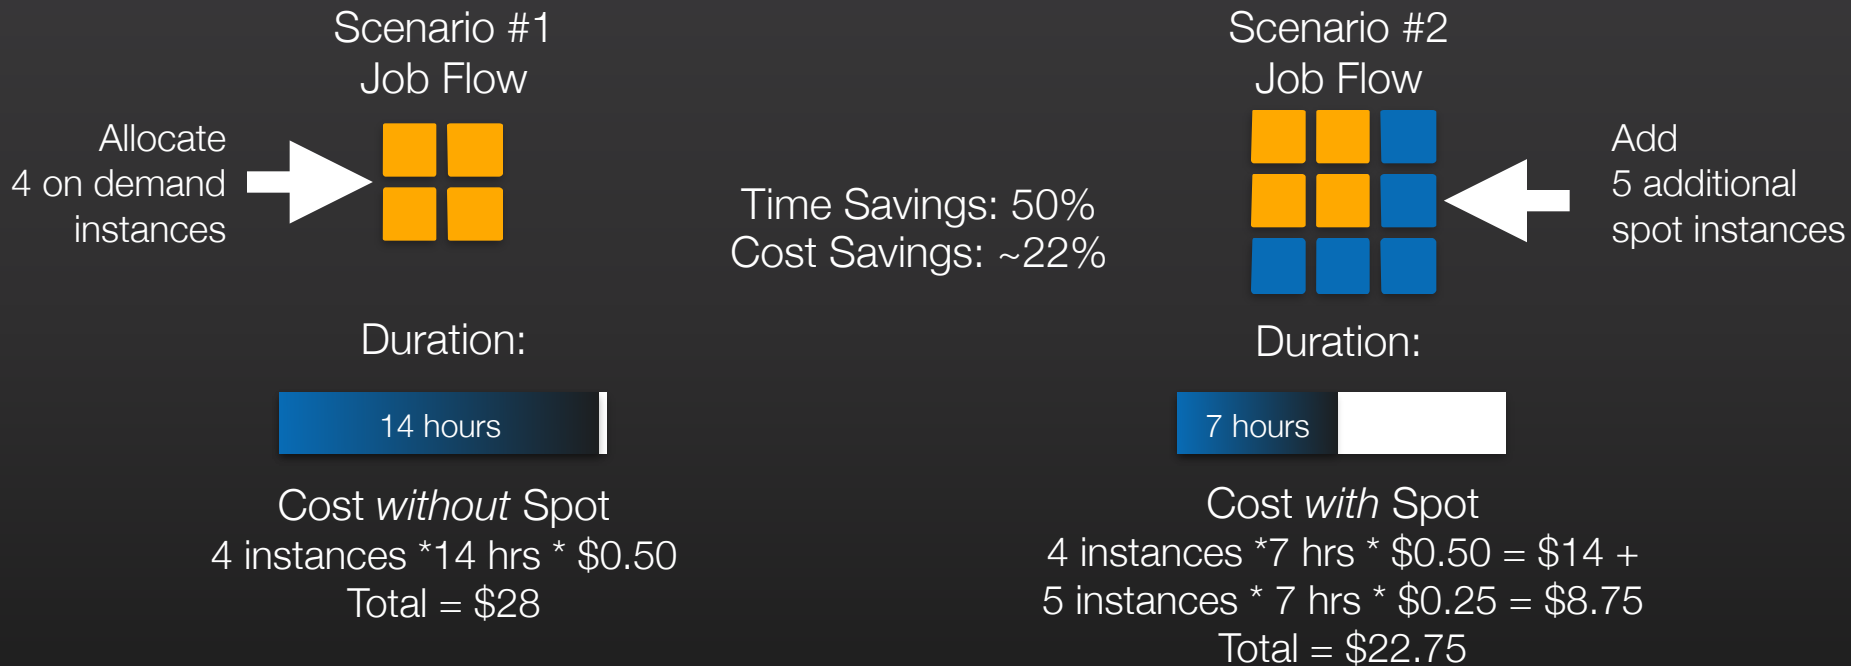 Scenario #1
Job Flow
Allocate
4 on demand
instances
Duration:
14 hours
Cost without Spot
4 instances *14 hrs * $0.50
Total = $28
Time Savings: 50%
Cost Savings: ~22%
Scenario #2
Job Flow
Add
5 additional
spot instances
Duration:
7 hours
Cost with Spot
4 instances *7 hrs * $0.50 = $14 +
5 instances * 7 hrs * $0.25 = $8.75
Total = $22.75